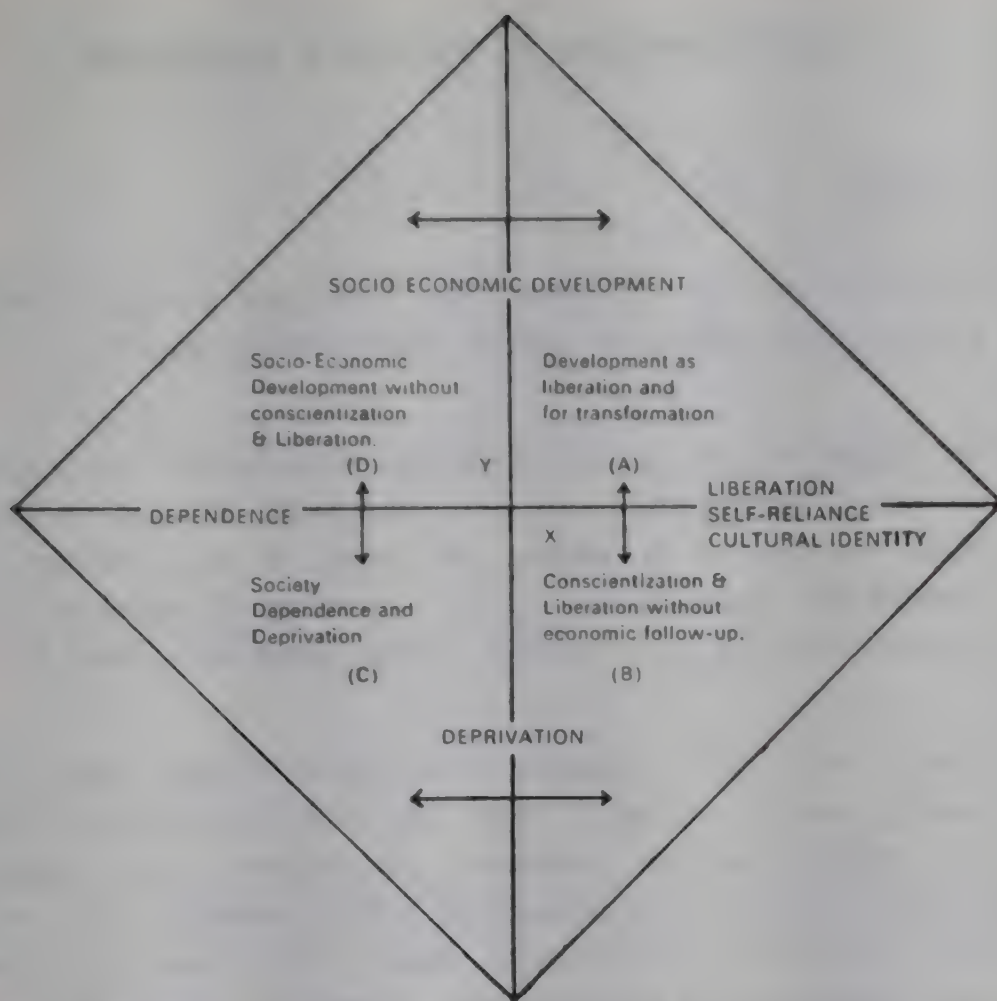 SOCIO ECONOMIC DEVELOPMENT
Socio-Economic
Development without
conscientization
& Liberation.
(D)
Development as
liberation and
for transformation
(A)
Y
DEPENDENCE
LIBERATION
SELF-RELIANCE
CULTURAL IDENTITY
X
Society
Dependence and
Deprivation
(C)
Conscientization &
Liberation without
economic follow-up.
(B)
DEPRIVATION